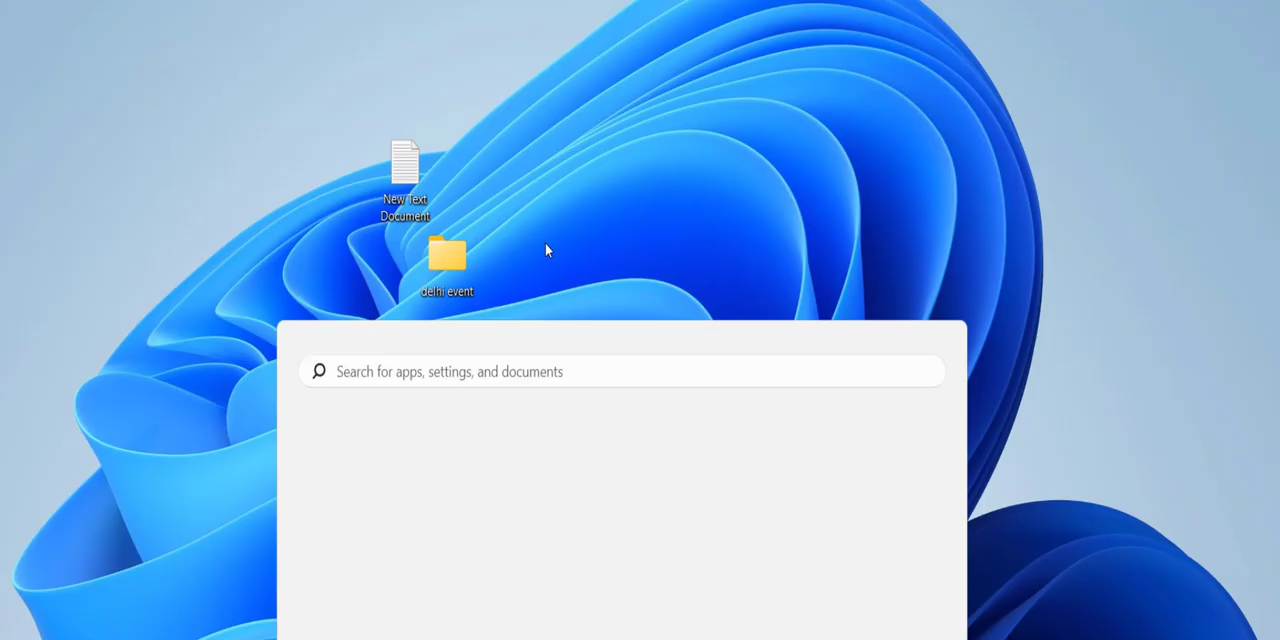 New Text
Document
delhi event
Search for apps, settings, and documents